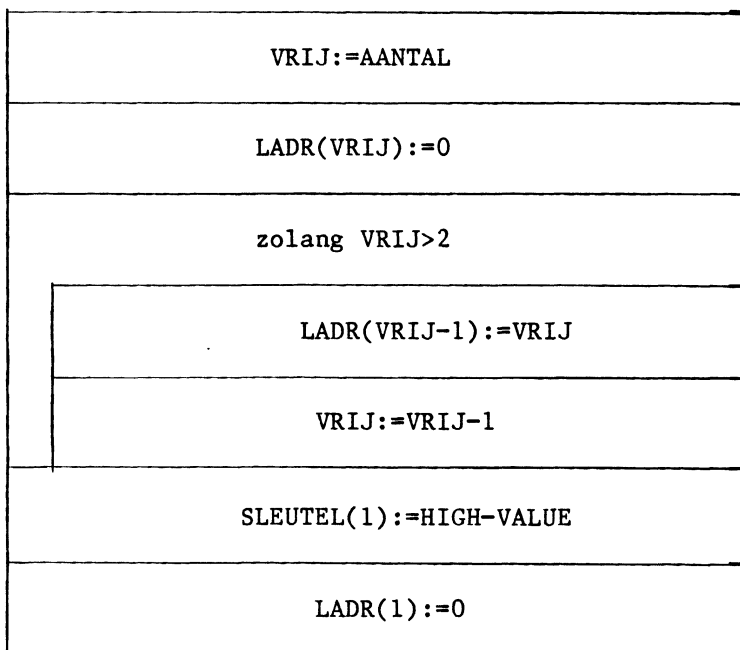 VRIJ:=AANTAL
LADR(VRIJ):=0
zolang VRIJ>2
LADR(VRIJ-1):=VRIJ
VRIJ:=VRIJ-1
SLEUTEL(1):=HIGH-VALUE
LADR(1):=0